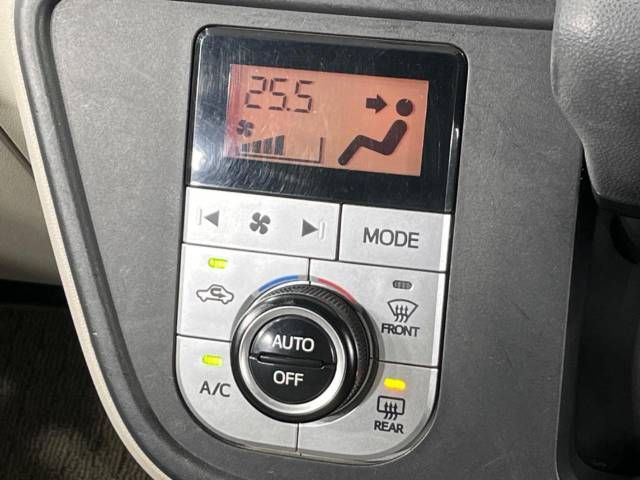 25.5
MODE
FRONT
AUTO
OFF
A/C
REAR